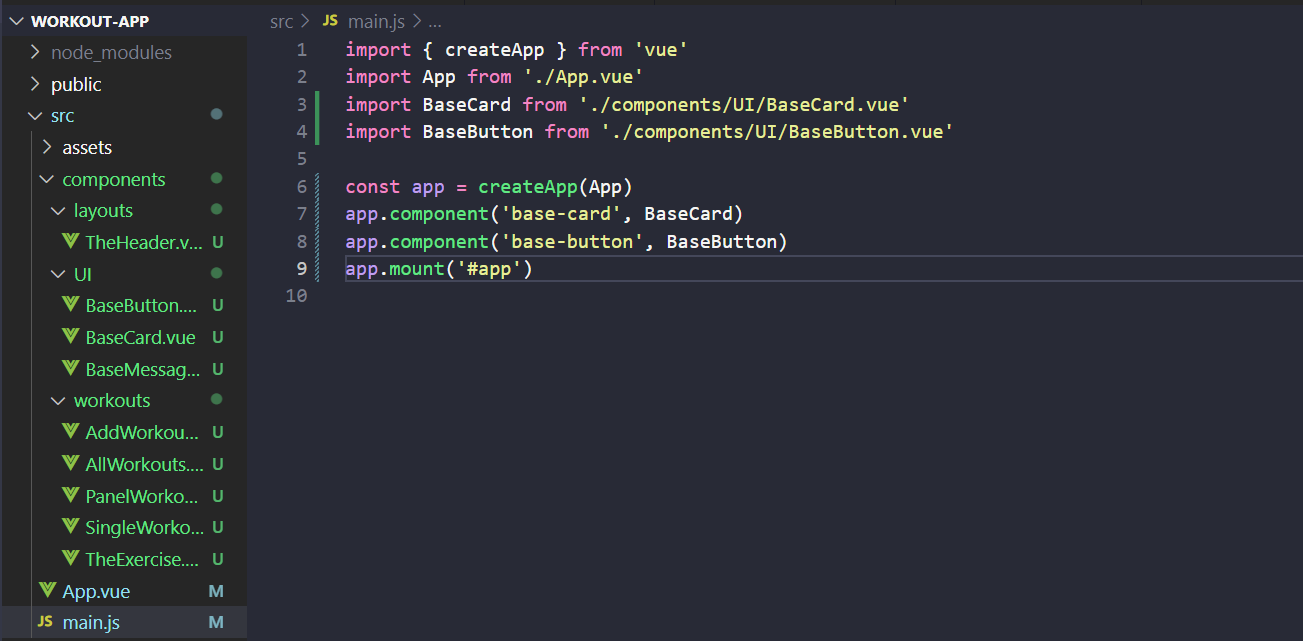 WORKOUT-APP
node_modules
public
src
assets
components
layouts
TheHeader.v... U
UI
BaseButton.... U
BaseCard.vue U
BaseMessag... U
workouts
AddWorkou... U
AllWorkouts.... U
PanelWorko... U
SingleWorko... U
TheExercise.... U
App.vue M
JS main.js M
src > JS main.js > ...
1 import { createApp } from 'vue'
2 import App from './App.vue'
3 import BaseCard from './components/UI/BaseCard.vue'
4 import BaseButton from './components/UI/BaseButton.vue'
5
6 const app = createApp(App)
7 app.component('base-card', BaseCard)
8 app.component('base-button', BaseButton)
9 app.mount('#app')
10